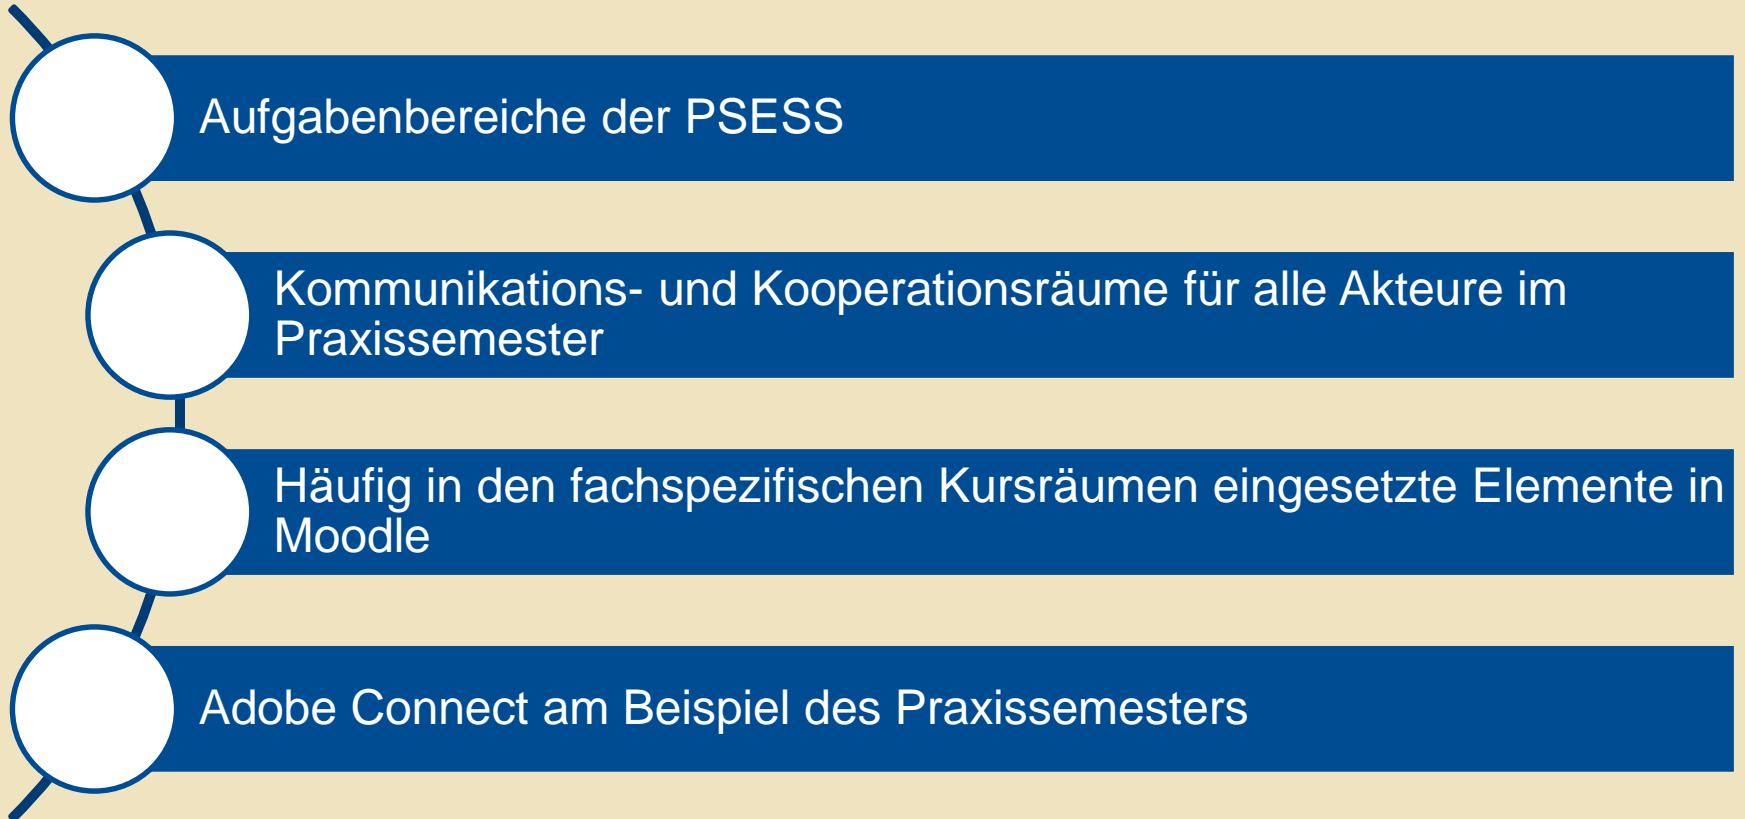 Aufgabenbereiche der PSESS
Kommunikations- und Kooperationsräume für alle Akteure im
Praxissemester
Häufig in den fachspezifischen Kursräumen eingesetzte Elemente in
Moodle
Adobe Connect am Beispiel des Praxissemesters